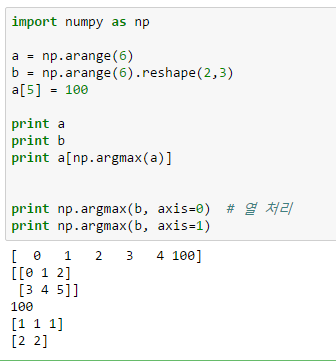 import numpy as np
a = np.arange(6)
b = np.arange(6).reshape(2,3)
a[5] = 100
print a
print b
print a[np.argmax(a)]
print np.argmax(b, axis=0)  # 열 처리
print np.argmax(b, axis=1)
[  0   1   2   3   4 100]
[[0 1 2]
 [3 4 5]]
100
[1 1 1]
[2 2]